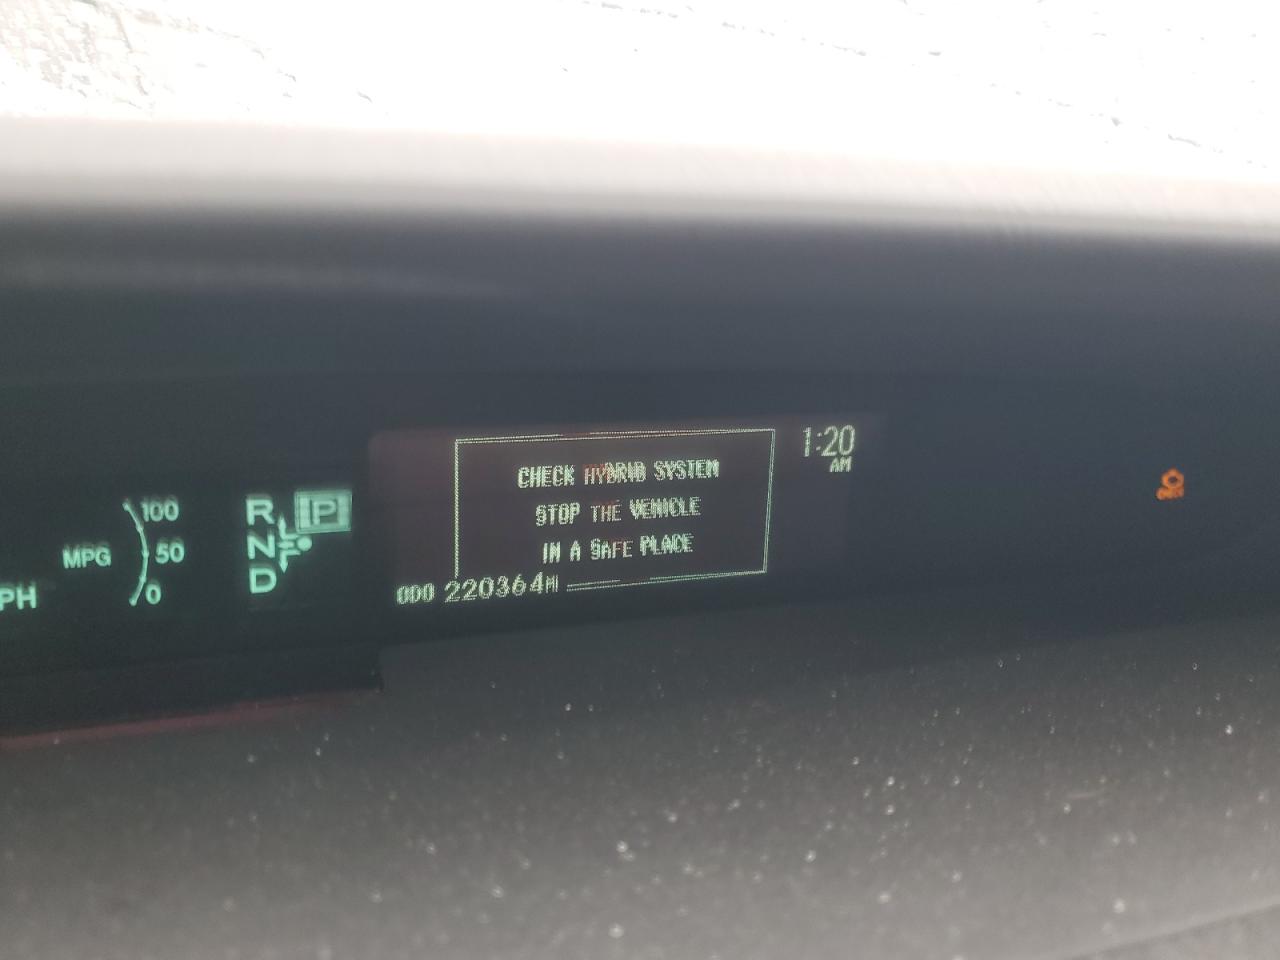 1:20
AM
CHECK HYBRID SYSTEM
STOP THE VEHICLE
IN A SAFE PLACE
ODO 220364MI
100
MPG 50
0
R P
N
D
PH